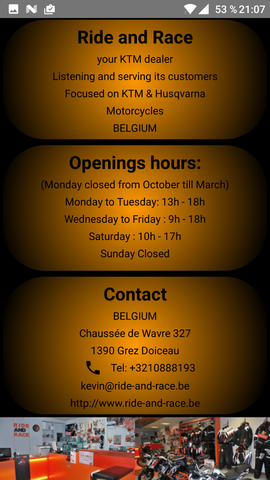 53 % 21:07
Ride and Race
your KTM dealer
Listening and serving its customers
Focused on KTM & Husqvarna
Motorcycles
BELGIUM
Openings hours:
(Monday closed from October till March)
Monday to Tuesday: 13h - 18h
Wednesday to Friday : 9h - 18h
Saturday : 10h - 17h
Sunday Closed
Contact
BELGIUM
Chaussée de Wavre 327
1390 Grez Doiceau
Tel: +3210888193
kevin@ride-and-race.be
http://www.ride-and-race.be
RIDE
AND
RACE